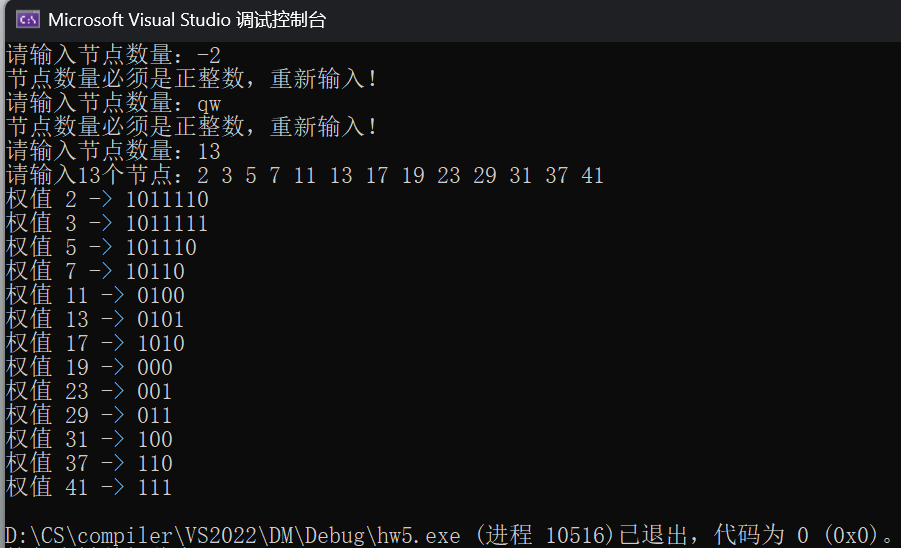 Microsoft Visual Studio 调试控制台
请输入节点数量: -2
节点数量必须是正整数, 重新输入!
请输入节点数量: qw
节点数量必须是正整数, 重新输入!
请输入节点数量: 13
请输入13个节点: 2 3 5 7 11 13 17 19 23 29 31 37 41
权值 2 -> 1011110
权值 3 -> 1011111
权值 5 -> 101110
权值 7 -> 10110
权值 11 -> 0100
权值 13 -> 0101
权值 17 -> 1010
权值 19 -> 000
权值 23 -> 001
权值 29 -> 011
权值 31 -> 100
权值 37 -> 110
权值 41 -> 111
D:\CS\compiler\VS2022\DM\Debug\hw5.exe (进程 10516)已退出，代码为 0 (0x0)。